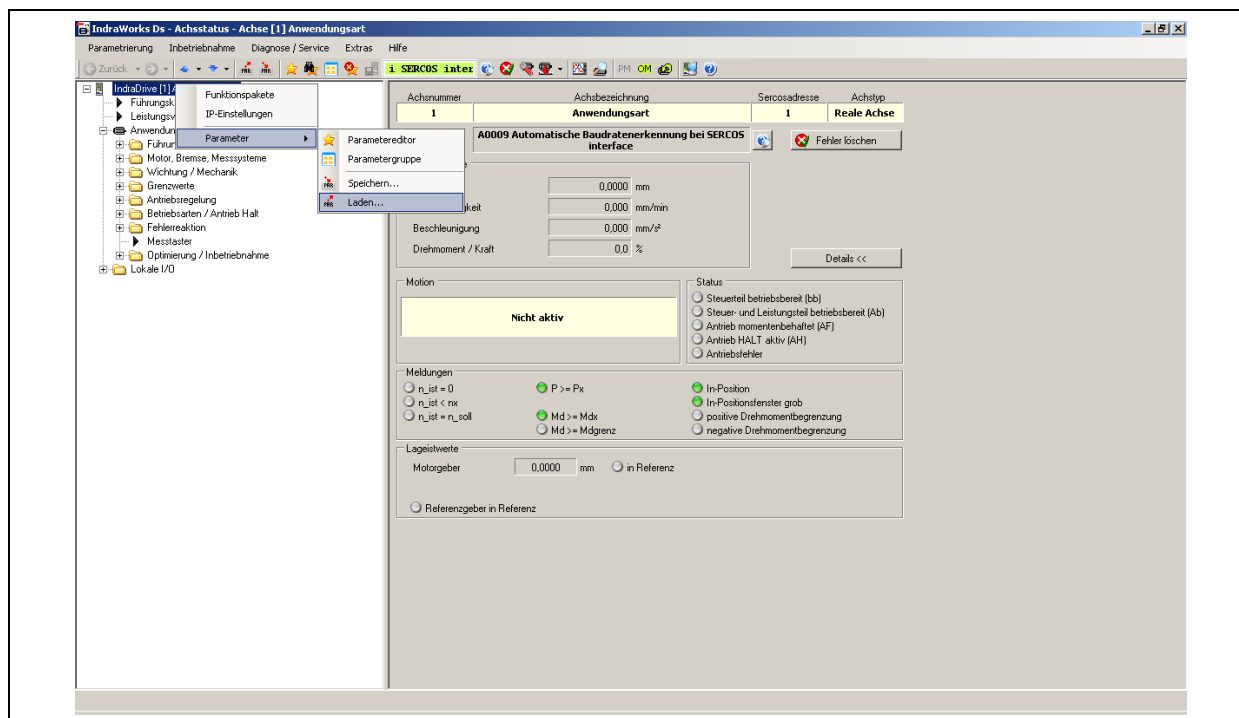 IndraWorks Ds - Achsstatus - Achse [1] Anwendungsart
Parametrierung Inbetriebnahme Diagnose / Service Extras Hilfe
Zurück i SERCOS inter PM OM
IndraDrive [1]
Führungsk
Leistungsv
Anwendun
Führur
Motor, Bremse, Messsysteme
Wichtung / Mechanik
Grenzwerte
Antriebsregelung
Betriebsarten / Antrieb Halt
Fehlerreaktion
Messtaster
Optimierung / Inbetriebnahme
Lokale I/O
Funktionspakete
IP-Einstellungen
Parameter
Parametereditor
Parametergruppe
Speichern...
Laden...
Achsnummer Achsbezeichnung Sercosadresse Achstyp
1 Anwendungsart 1 Reale Achse
A0009 Automatische Baudratenerkennung bei SERCOS
interface
Fehler löschen
0,0000 mm
keit 0,000 mm/min
Beschleunigung 0,000 mm/s²
Drehmoment / Kraft 0,0 %
Details <<
Motion
Nicht aktiv
Status
Steuerteil betriebsbereit (bb)
Steuer- und Leistungsteil betriebsbereit (Ab)
Antrieb momentenbehaftet (AF)
Antrieb HALT aktiv (AH)
Antriebsfehler
Meldungen
n_ist = 0 P >= Px In-Position
n_ist < nx In-Positionsfenster grob
n_ist = n_soll Md >= Mdx positive Drehmomentbegrenzung
Md >= Mdgrenz negative Drehmomentbegrenzung
Lageistwerte
Motorgeber 0,0000 mm in Referenz
Referenzgeber in Referenz